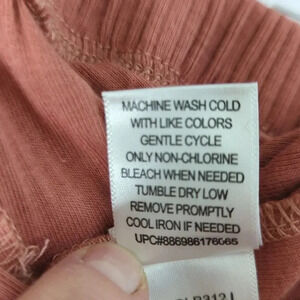 MACHINE WASH COLD
WITH LIKE COLORS
GENTLE CYCLE
ONLY NON-CHLORINE
BLEACH WHEN NEEDED
TUMBLE DRY LOW
REMOVE PROMPTLY
COOL IRON IF NEEDED
UPC#886986176065